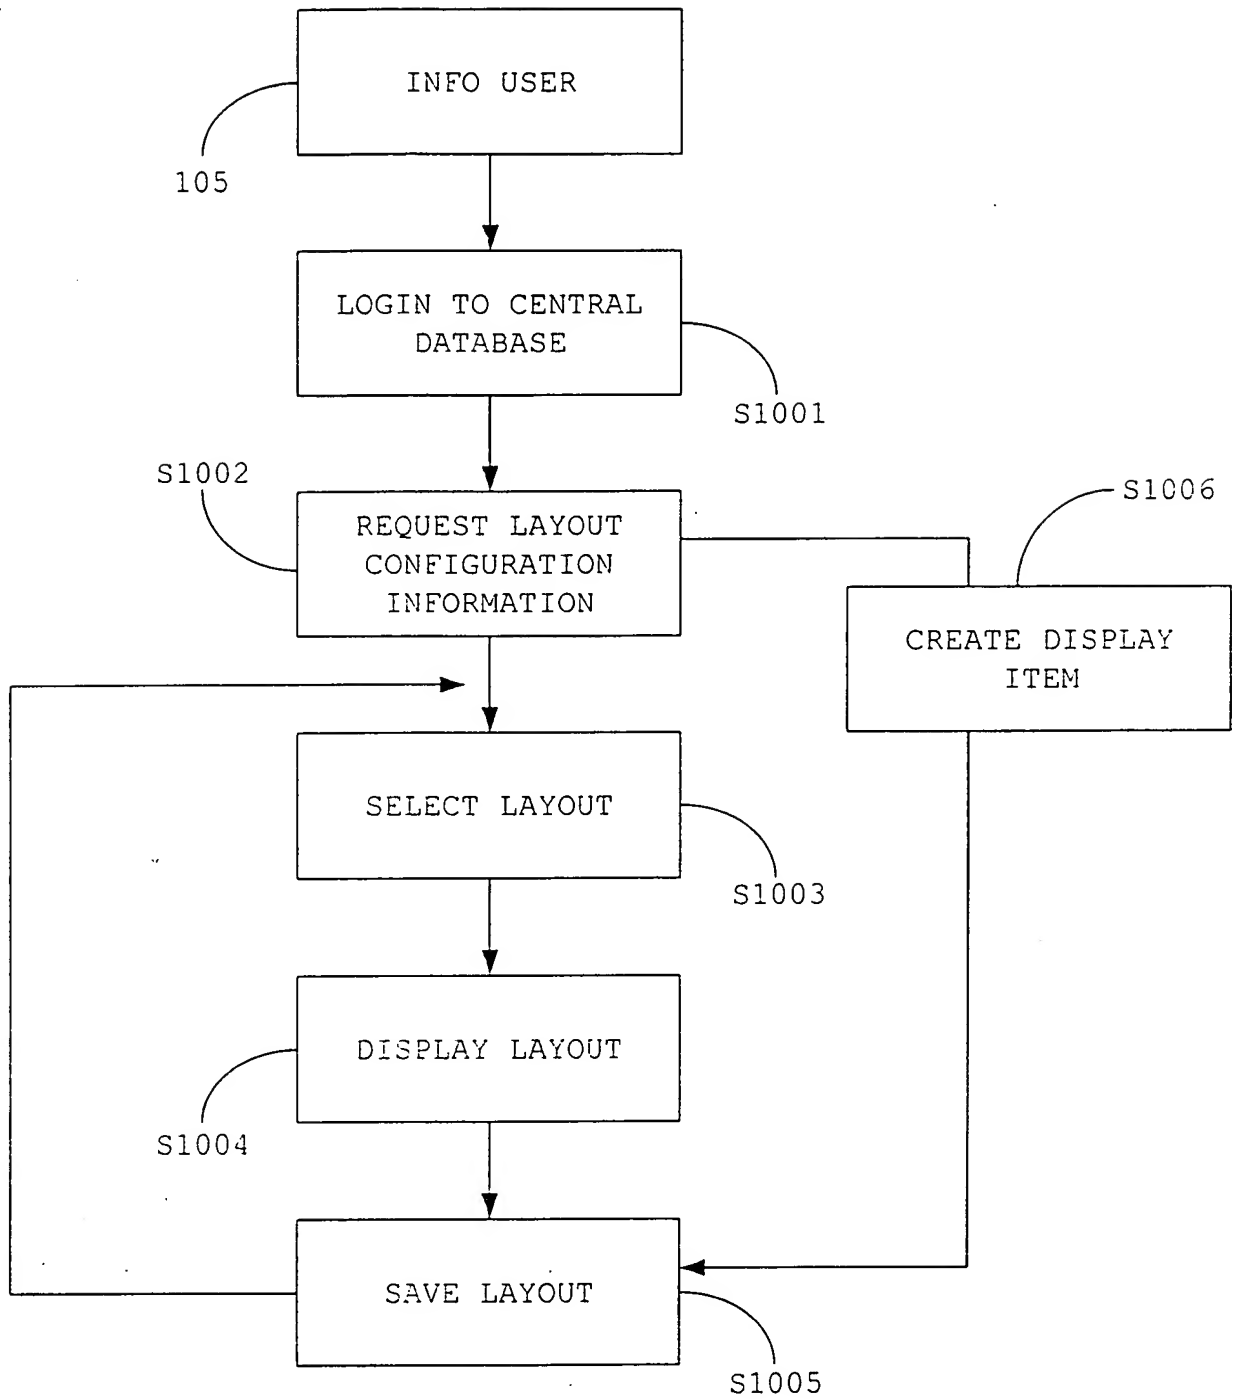 INFO USER
105
LOGIN TO CENTRAL
DATABASE
S1001
S1002
REQUEST LAYOUT
CONFIGURATION
INFORMATION
S1006
CREATE DISPLAY
ITEM
SELECT LAYOUT
S1003
DISPLAY LAYOUT
S1004
SAVE LAYOUT
S1005